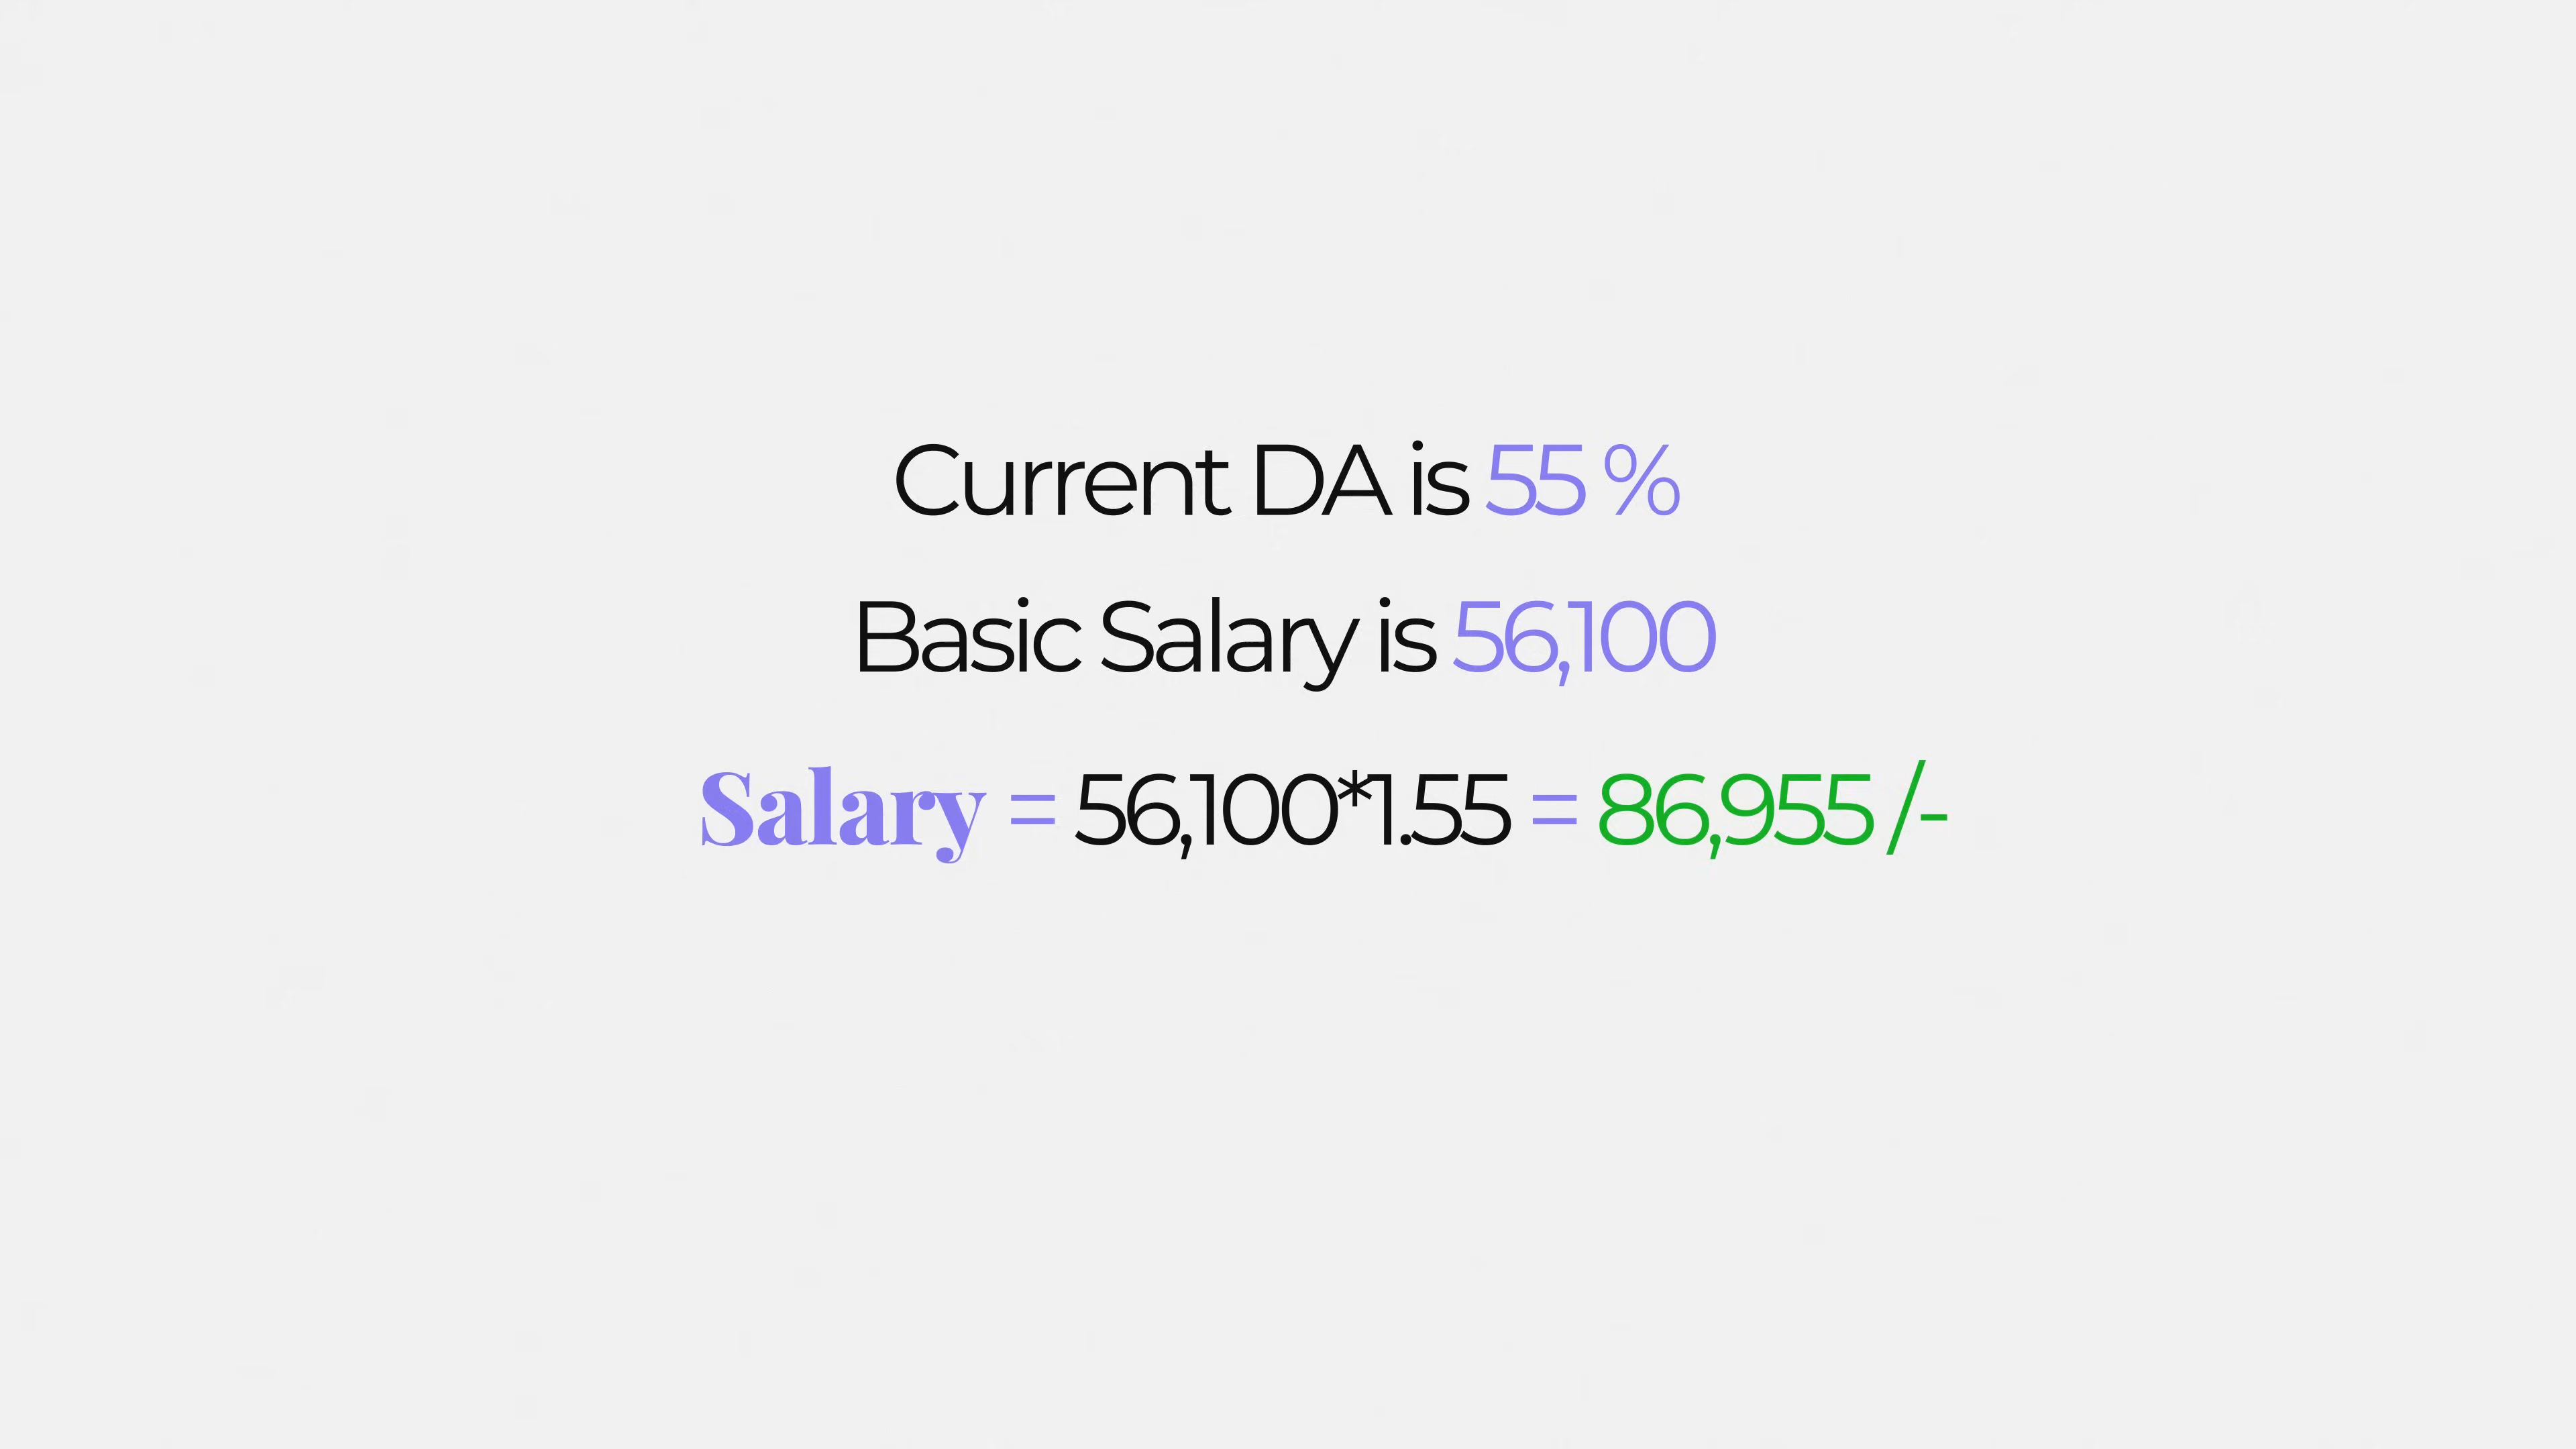 Current DA is 55 %
Basic Salary is 56,100
Salary = 56,100*1.55 = 86,955 /-